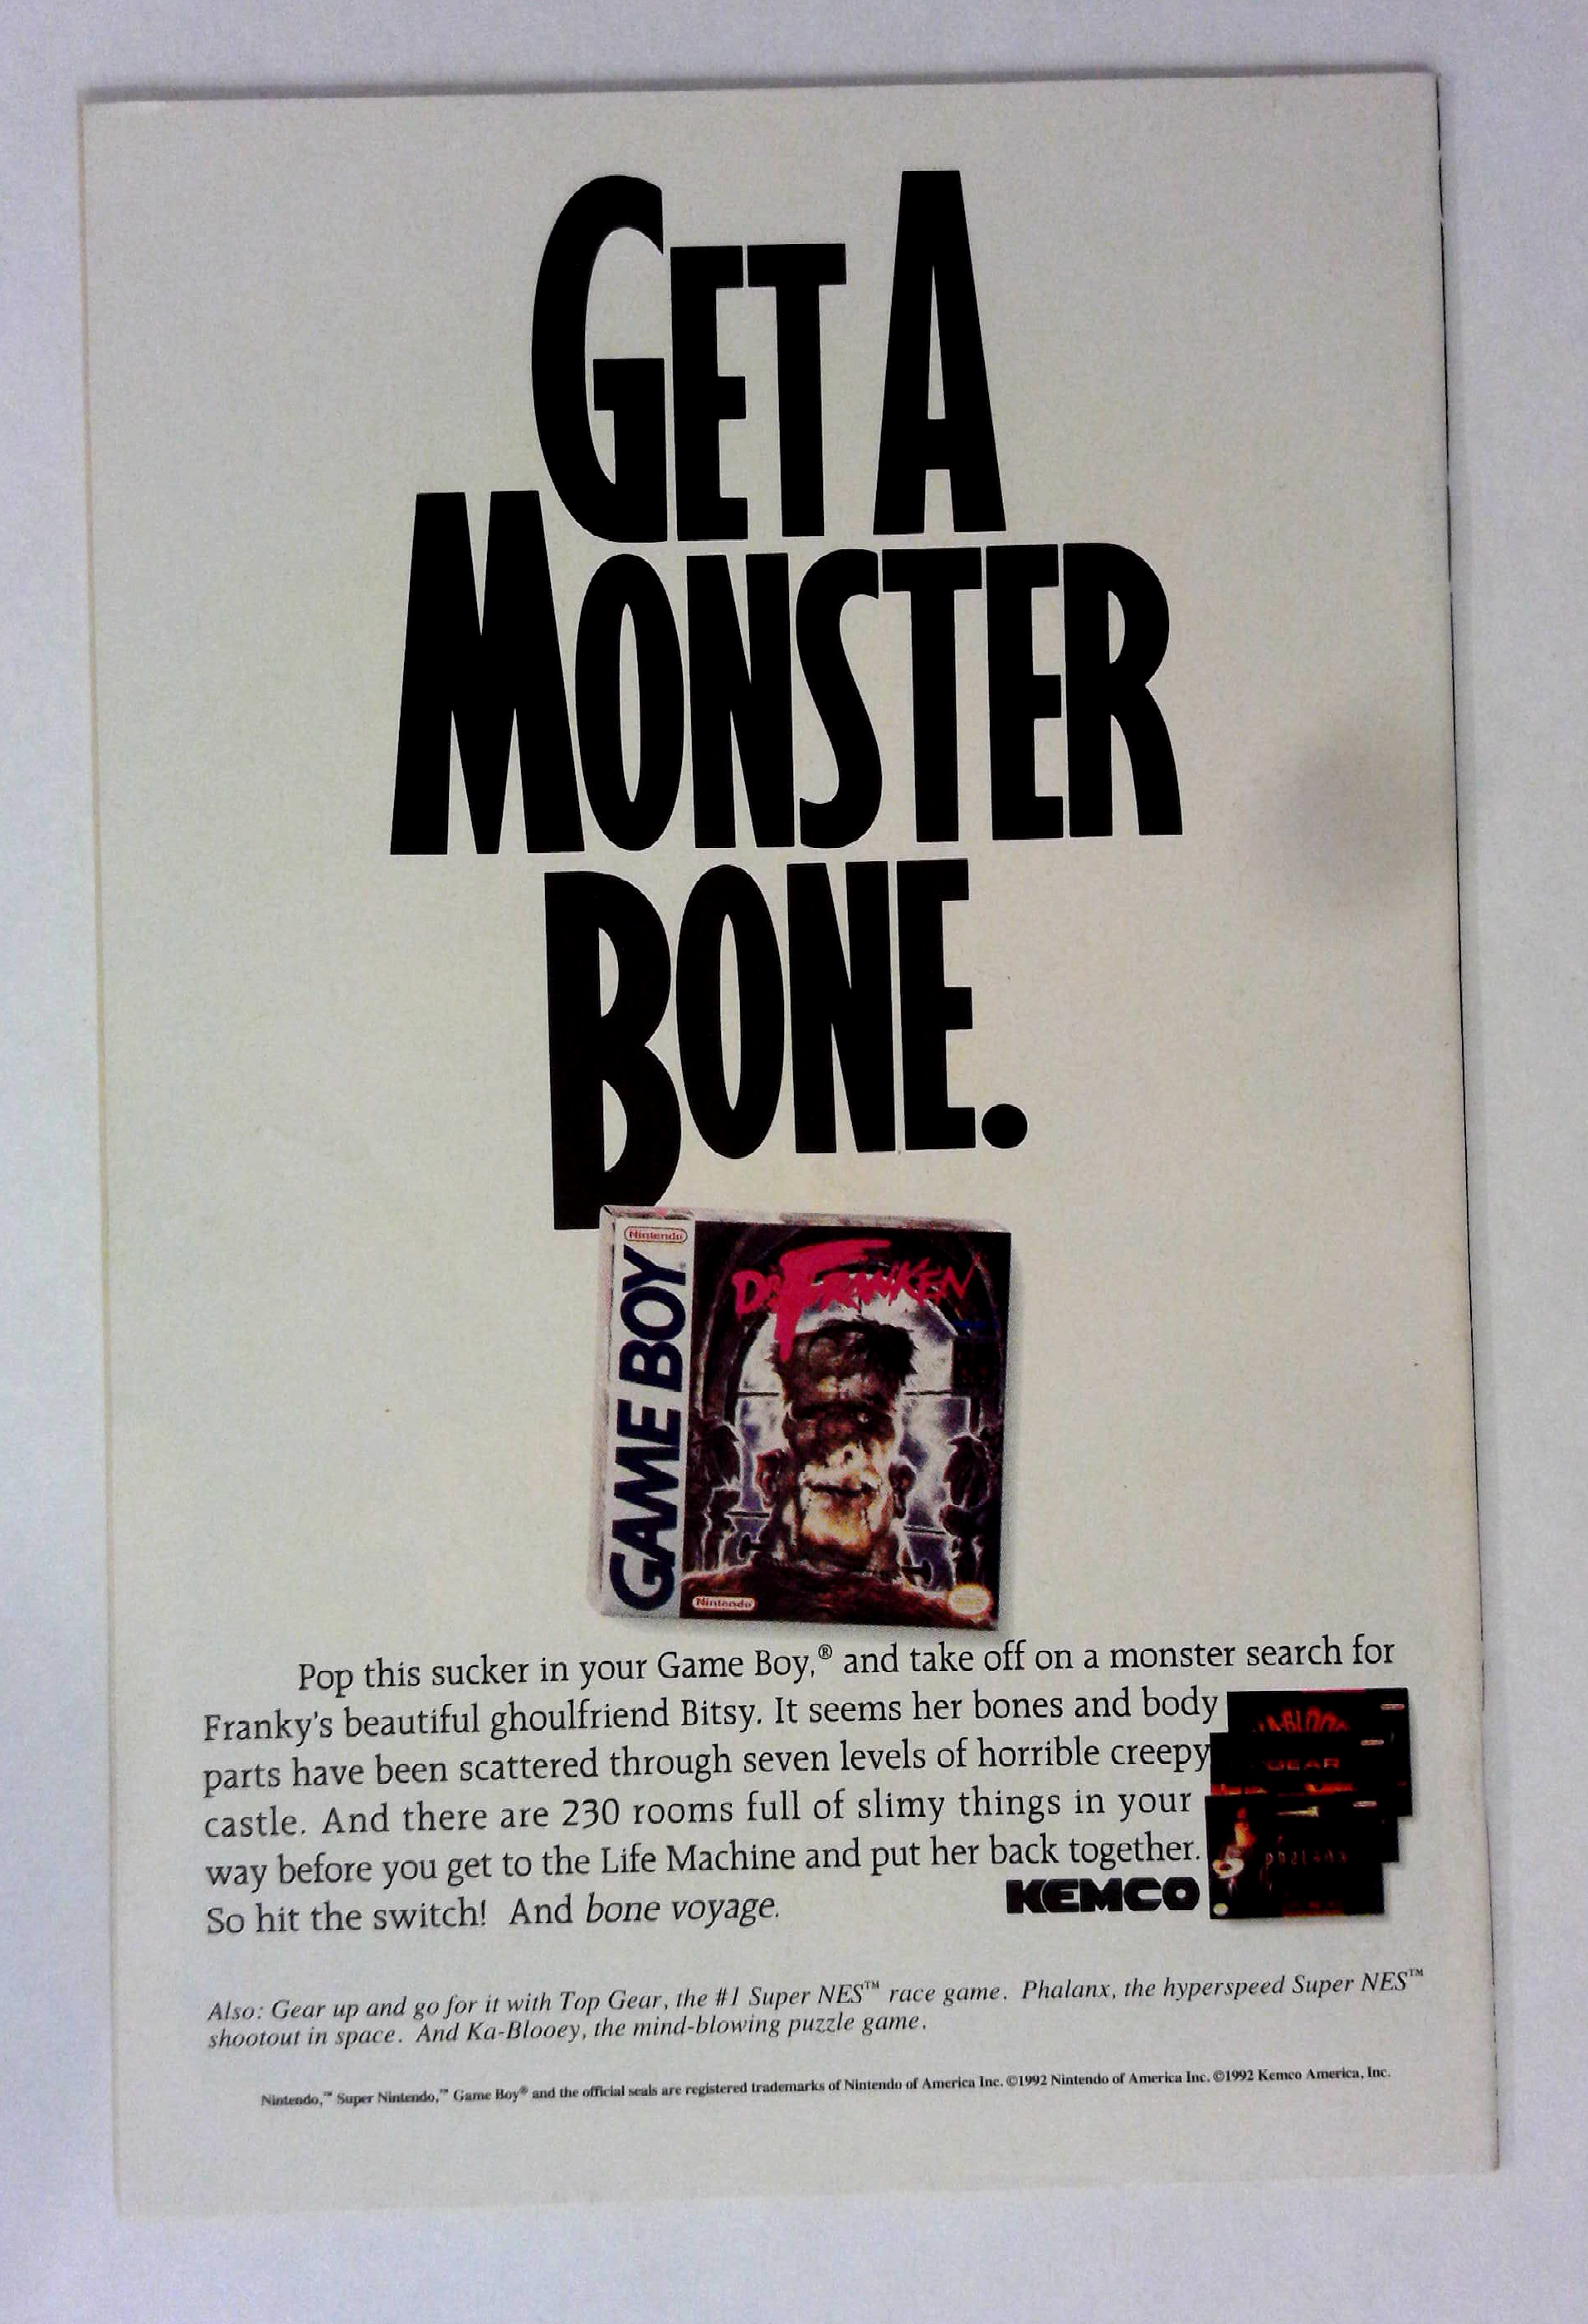 GET A
MONSTER
BONE.
Nintendo
GAME BOY
DR. FRANKEN
Nintendo
Pop this sucker in your Game Boy,® and take off on a monster search for
Franky's beautiful ghoulfriend Bitsy. It seems her bones and body
parts have been scattered through seven levels of horrible creepy
castle. And there are 230 rooms full of slimy things in your
way before you get to the Life Machine and put her back together.
So hit the switch! And bone voyage.
KEMCO
GEAR
phalanx
Also: Gear up and go for it with Top Gear, the #1 Super NES™ race game. Phalanx, the hyperspeed Super NES™
shootout in space. And Ka-Blooey, the mind-blowing puzzle game.
Nintendo,™ Super Nintendo,™ Game Boy® and the official seals are registered trademarks of Nintendo of America Inc. ©1992 Nintendo of America Inc. ©1992 Kemco America, Inc.